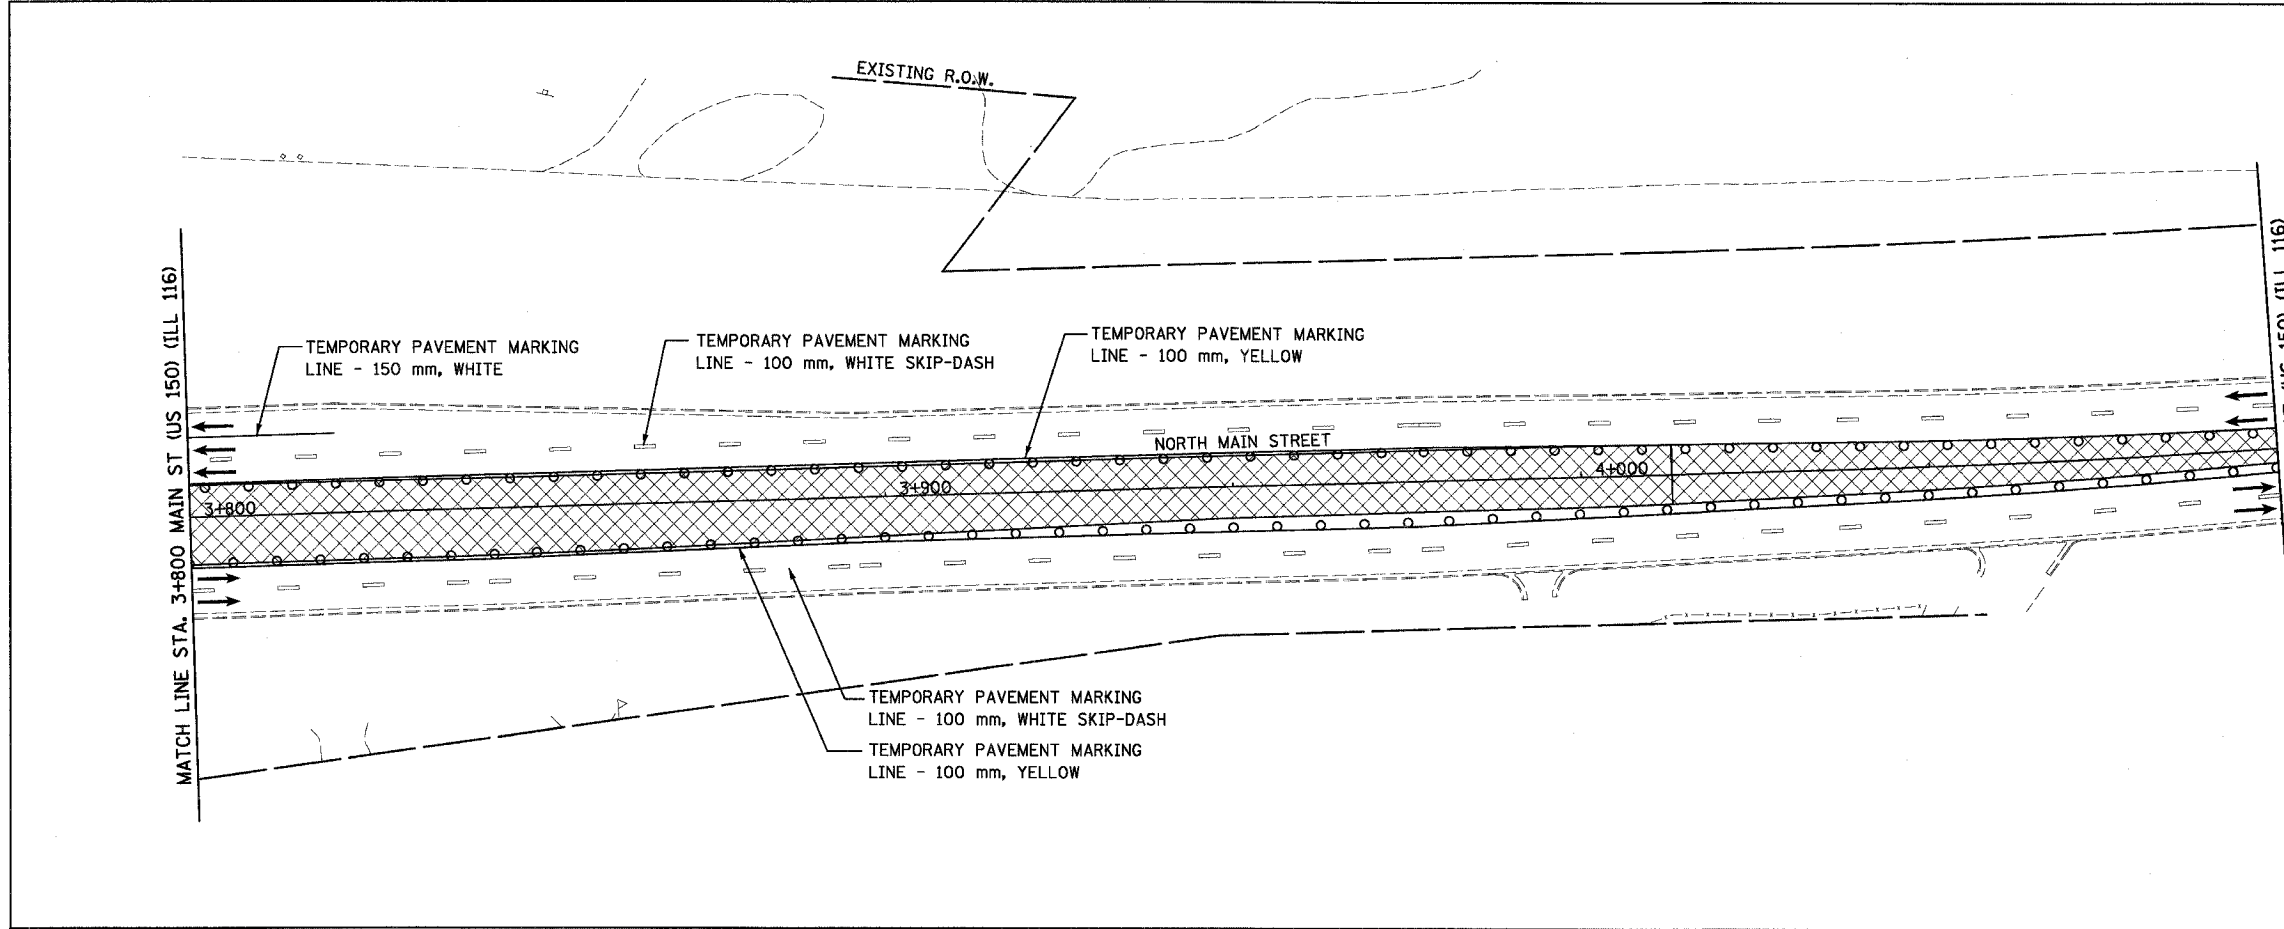 EXISTING R.O.W.
MATCH LINE STA. 3+800 MAIN ST (US 150) (ILL 116)
TEMPORARY PAVEMENT MARKING
LINE - 150 mm, WHITE
TEMPORARY PAVEMENT MARKING
LINE - 100 mm, WHITE SKIP-DASH
TEMPORARY PAVEMENT MARKING
LINE - 100 mm, YELLOW
NORTH MAIN STREET
3+800
3+900
4+000
TEMPORARY PAVEMENT MARKING
LINE - 100 mm, WHITE SKIP-DASH
TEMPORARY PAVEMENT MARKING
LINE - 100 mm, YELLOW
150) (ILL 116)